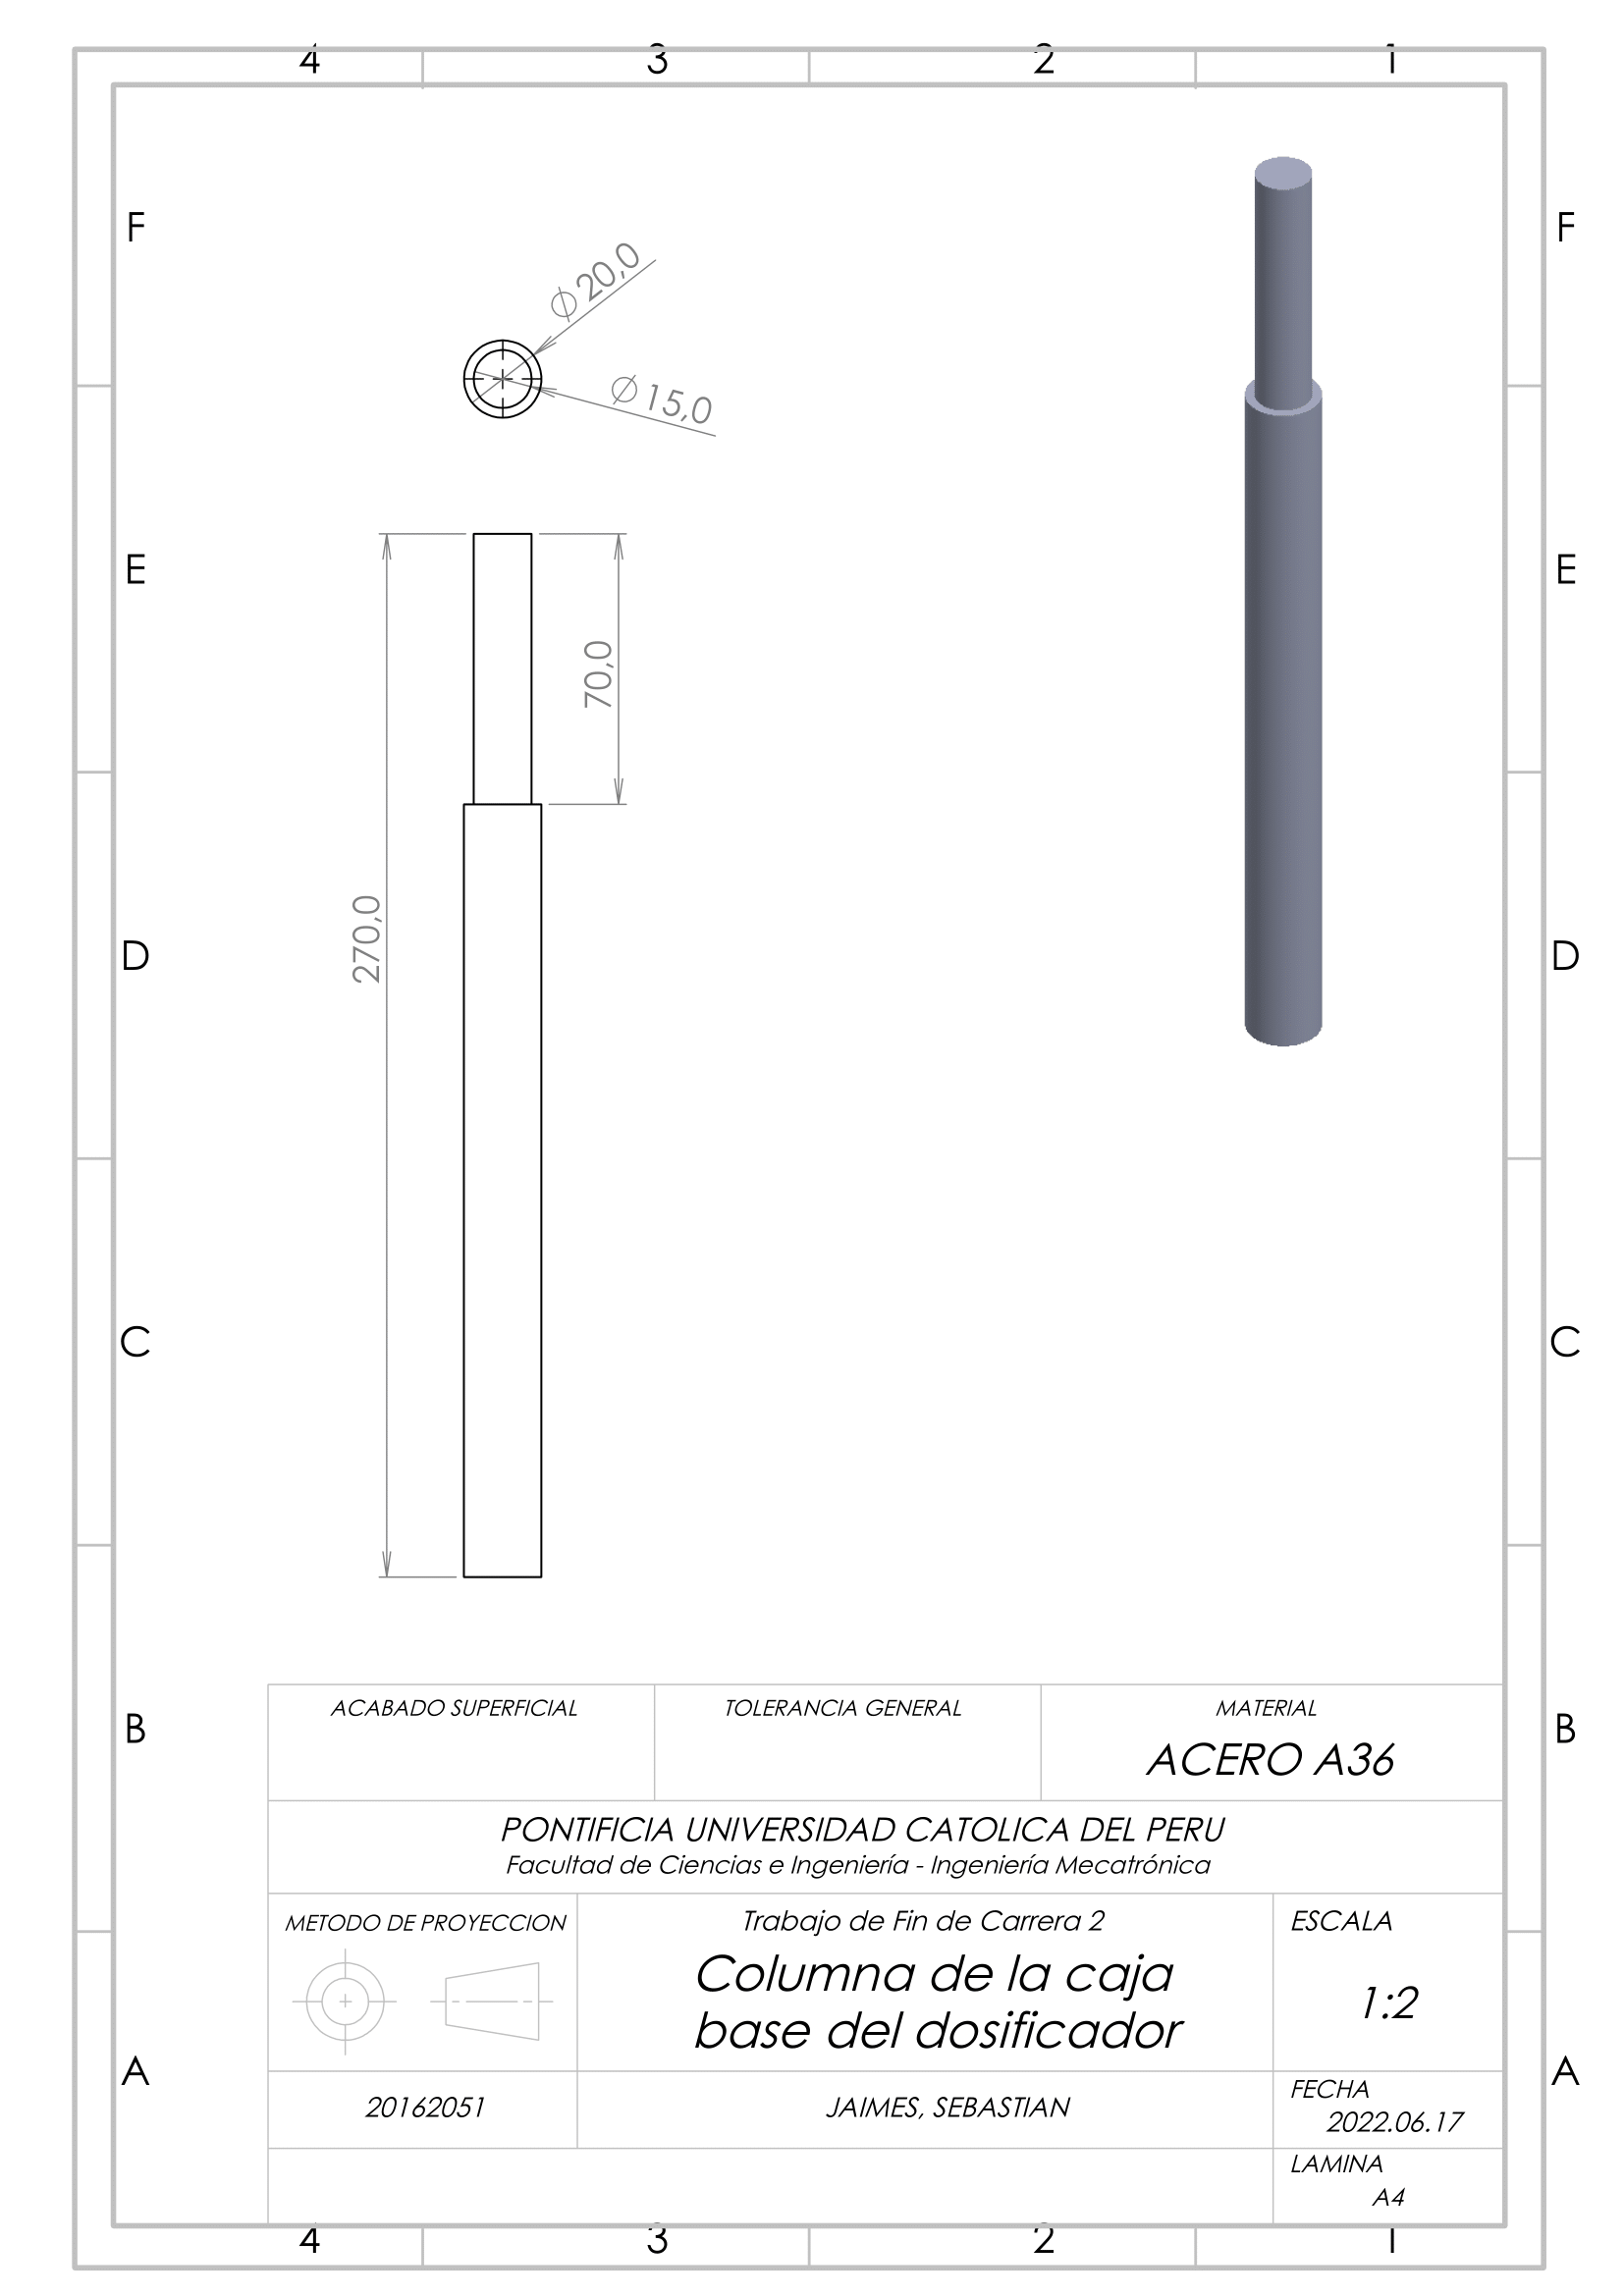 4 3 2 1
F F
⌀20,0
⌀15,0
E E
70,0
270,0
D D
C C
B B
ACABADO SUPERFICIAL
TOLERANCIA GENERAL
MATERIAL
ACERO A36
PONTIFICIA UNIVERSIDAD CATOLICA DEL PERU
Facultad de Ciencias e Ingeniería - Ingeniería Mecatrónica
METODO DE PROYECCION
Trabajo de Fin de Carrera 2
Columna de la caja
base del dosificador
ESCALA
1:2
A A
20162051
JAIMES, SEBASTIAN
FECHA
2022.06.17
LAMINA
A4
4 3 2 1